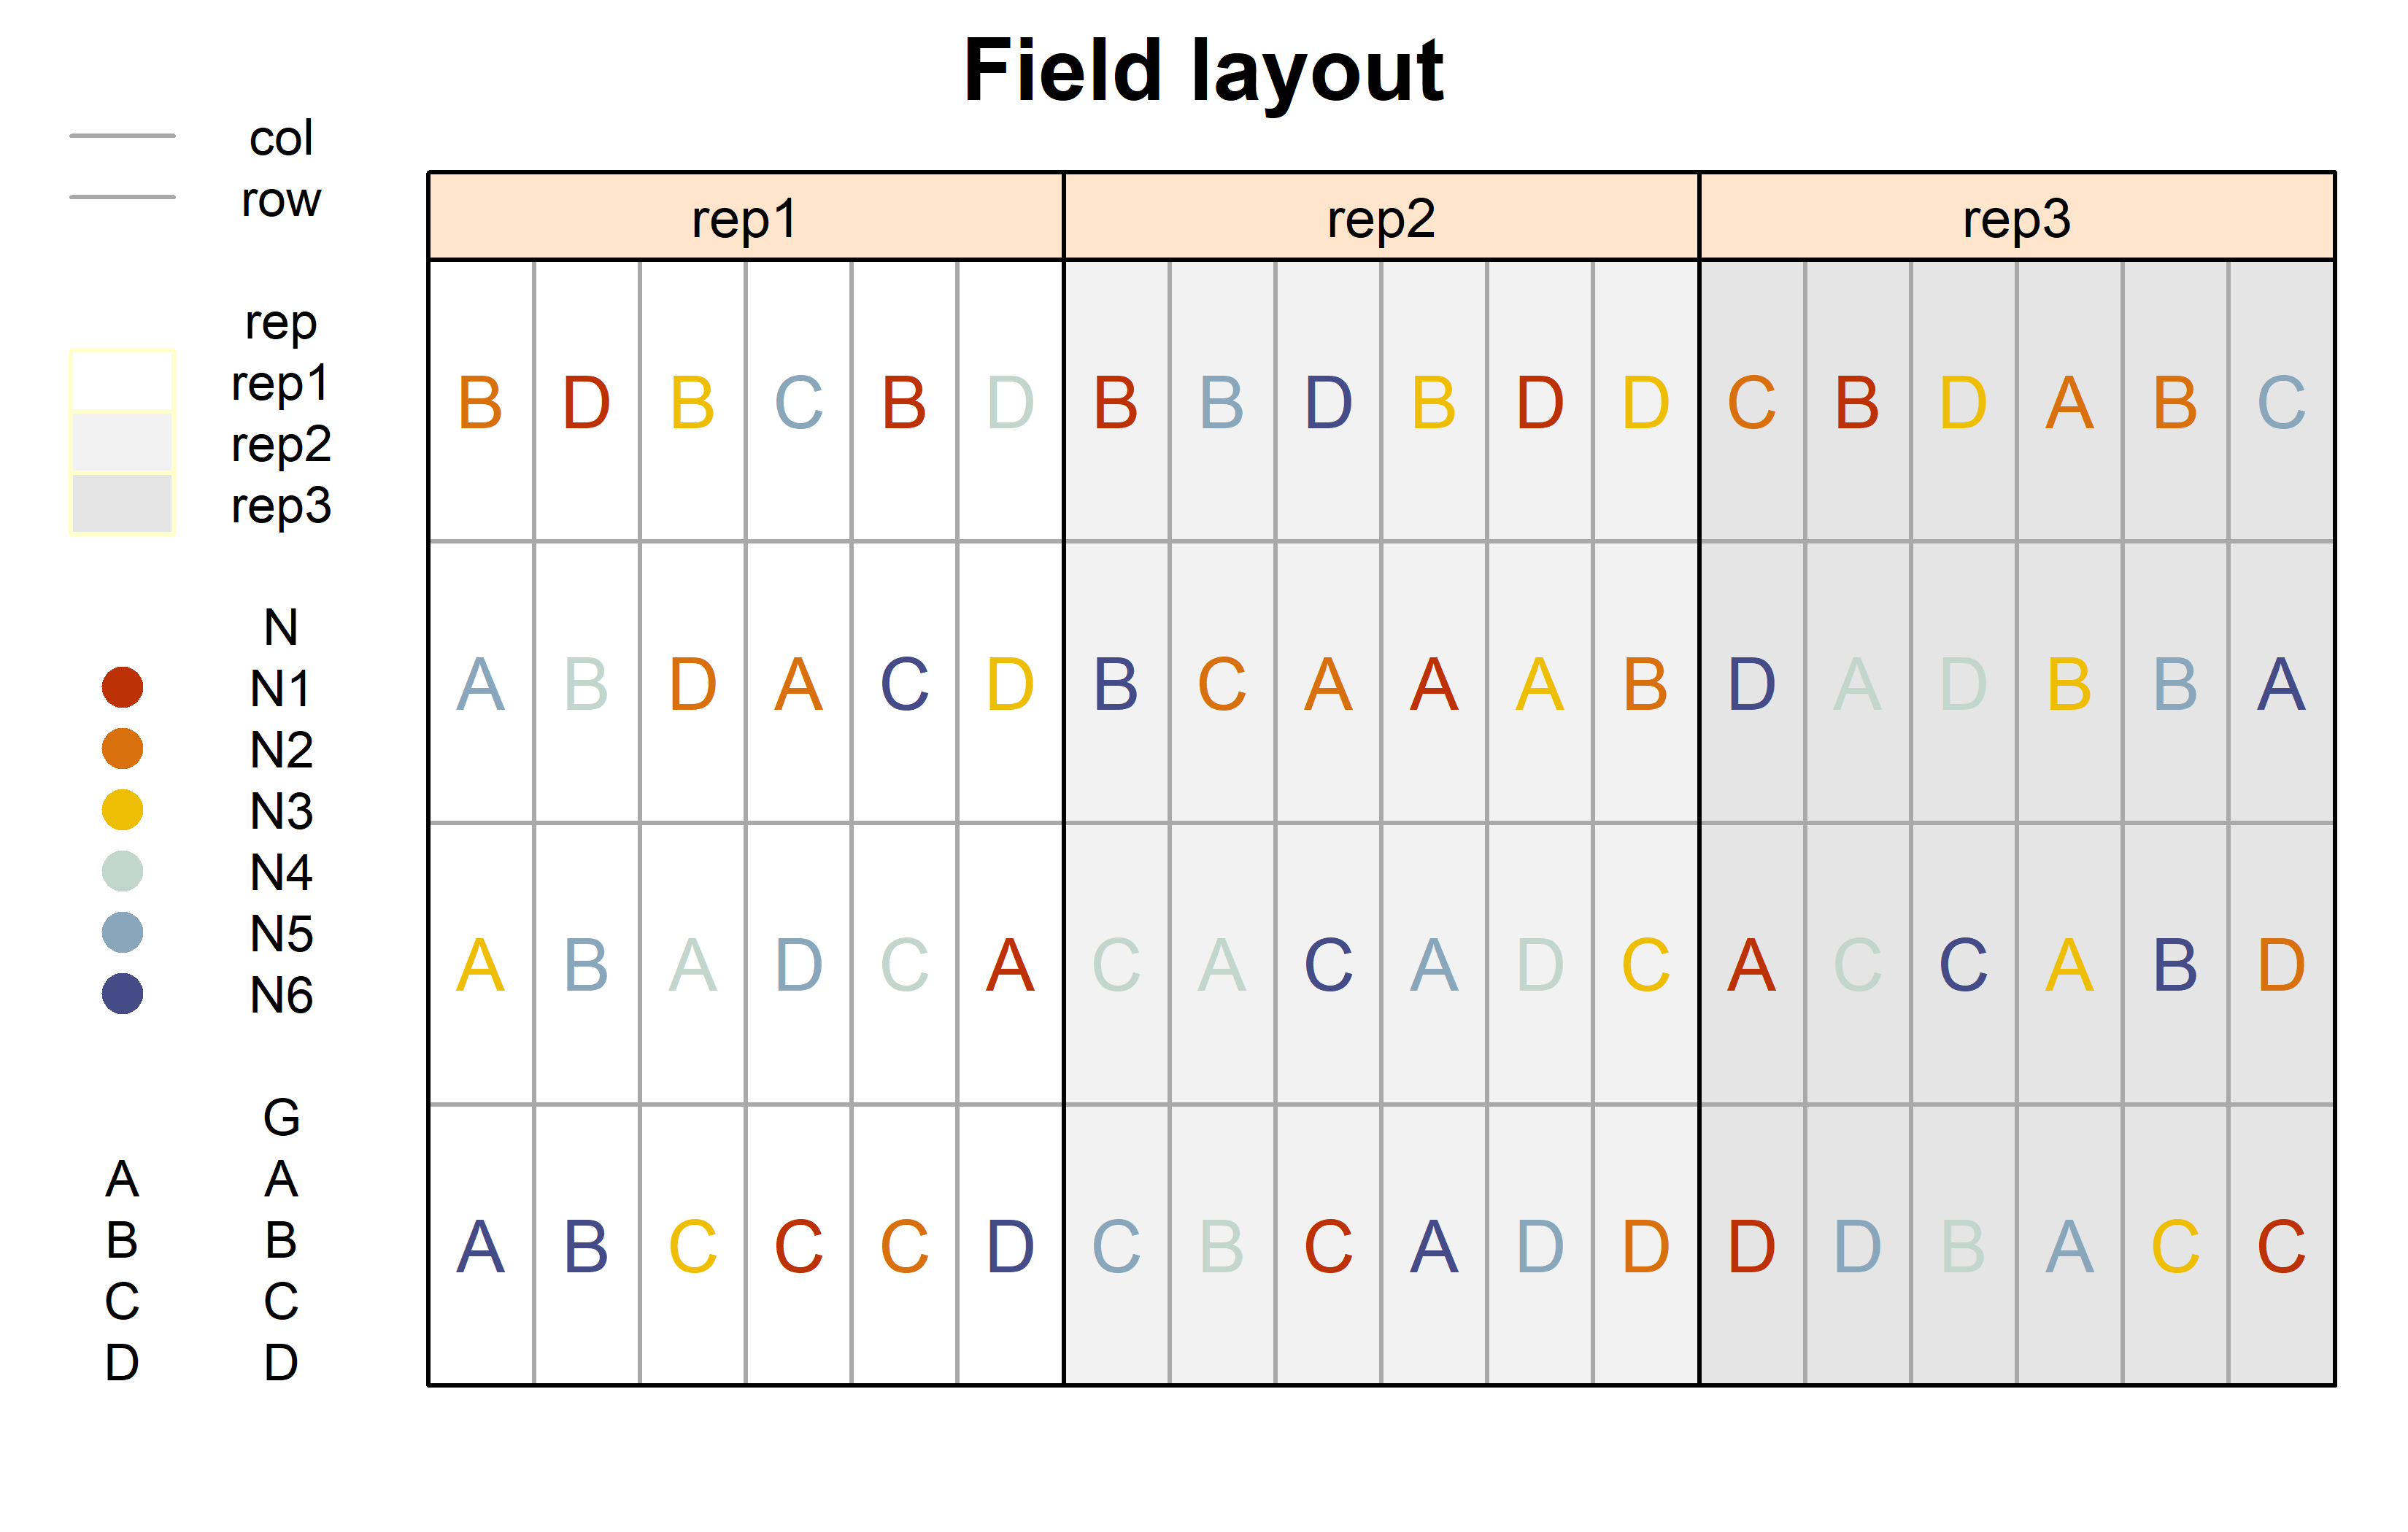 Field layout
col
row
rep
rep1
rep2
rep3
N
N1
N2
N3
N4
N5
N6
G
A A
B B
C C
D D
rep1 rep2 rep3
B D B C B D B B D B D D C B D A B C
A B D A C D B C A A A B D A D B B A
A B A D C A C A C A D C A C C A B D
A B C C C D C B C A D D D D B A C C